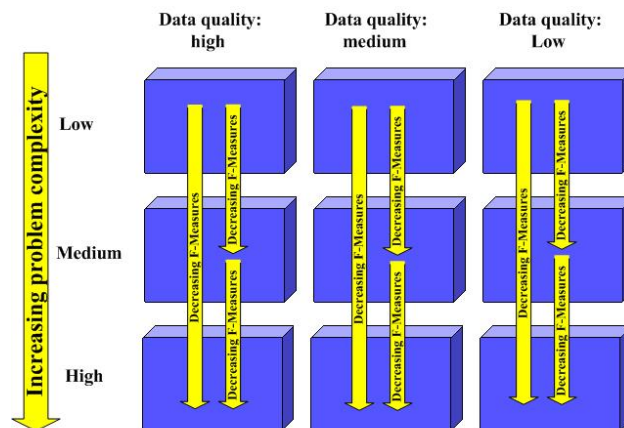 Data quality:
high
Data quality:
medium
Data quality:
Low
Increasing problem complexity
Low
Medium
High
Decreasing F-Measures
Decreasing F-Measures
Decreasing F-Measures
Decreasing F-Measures
Decreasing F-Measures
Decreasing F-Measures
Decreasing F-Measures
Decreasing F-Measures
Decreasing F-Measures